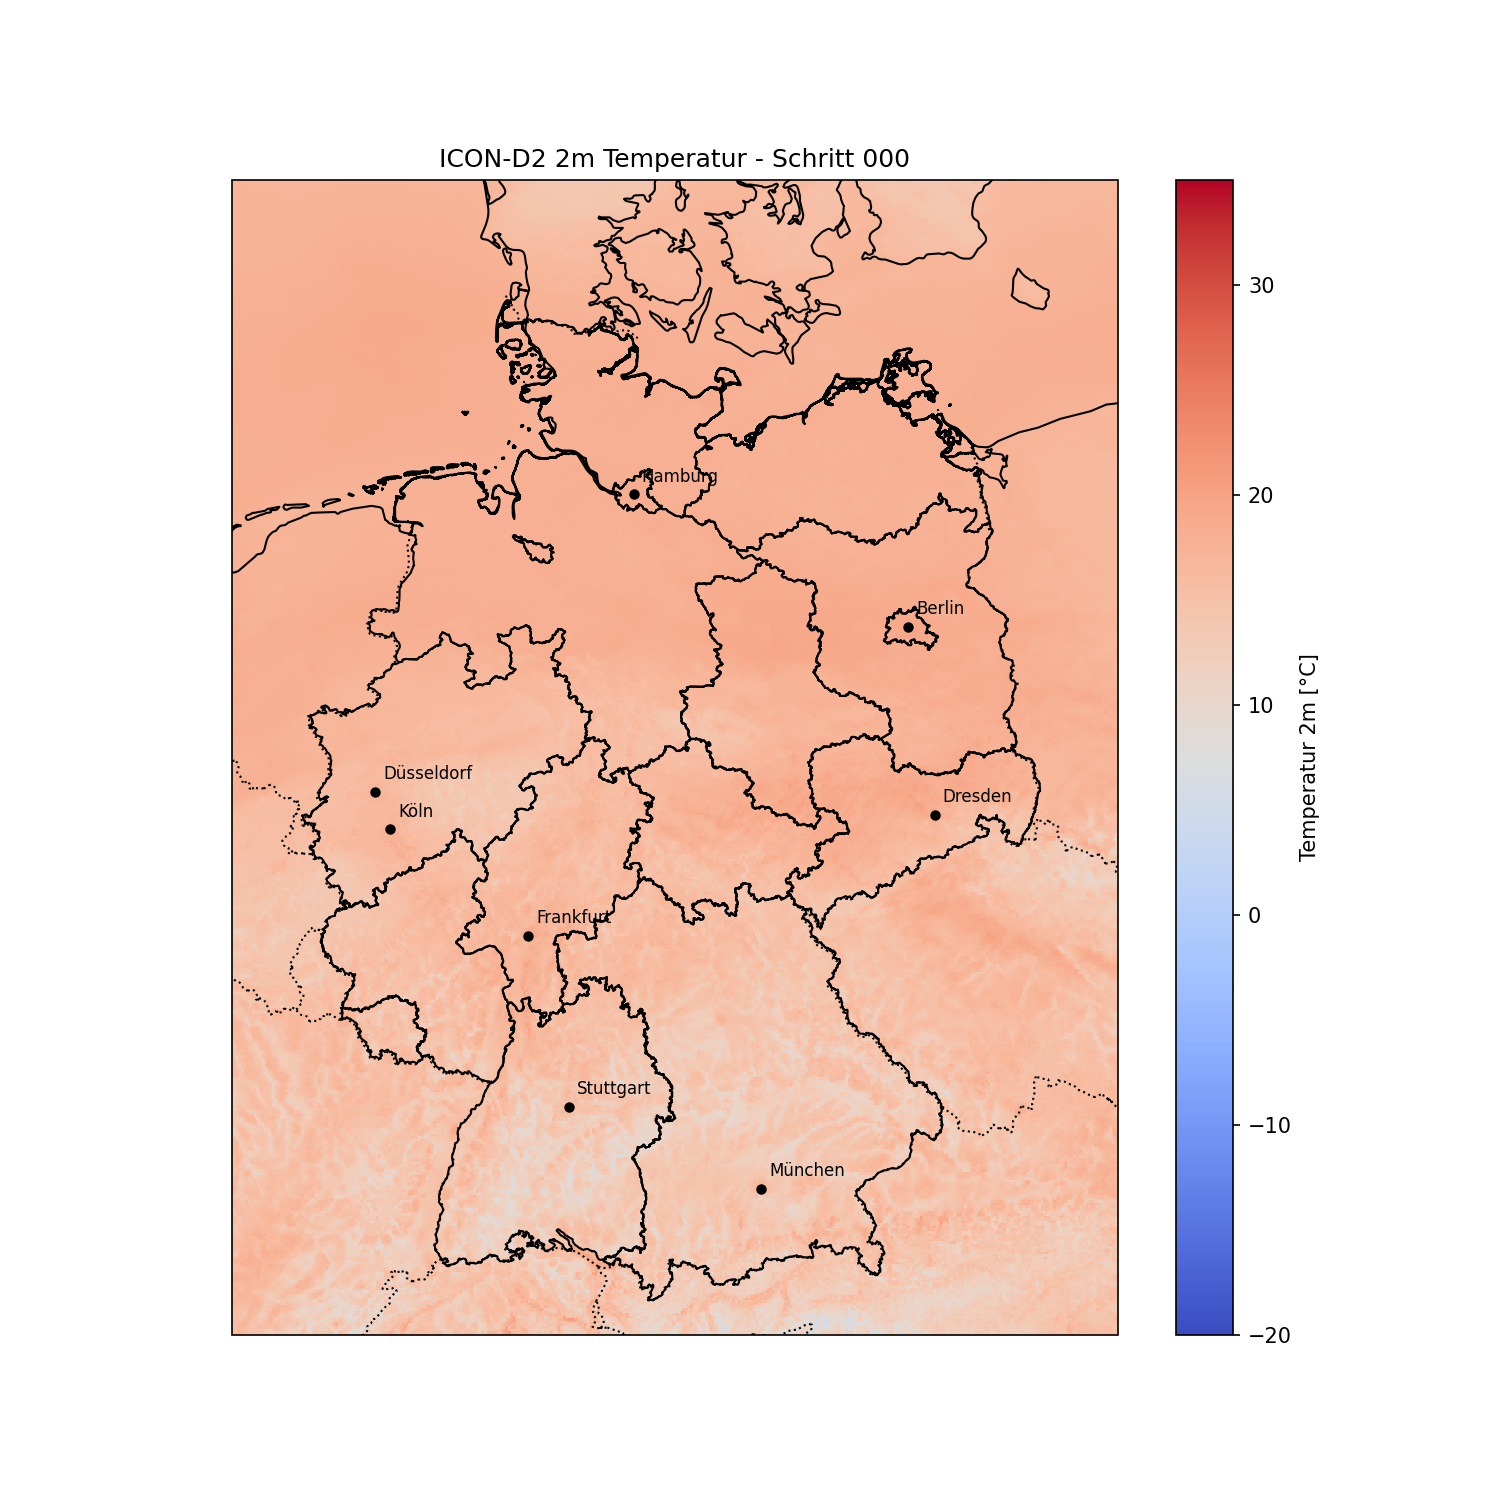 ICON-D2 2m Temperatur - Schritt 000
Hamburg
Berlin
Düsseldorf
Köln
Dresden
Frankfurt
Stuttgart
München
30
20
10
0
−10
−20
Temperatur 2m [°C]